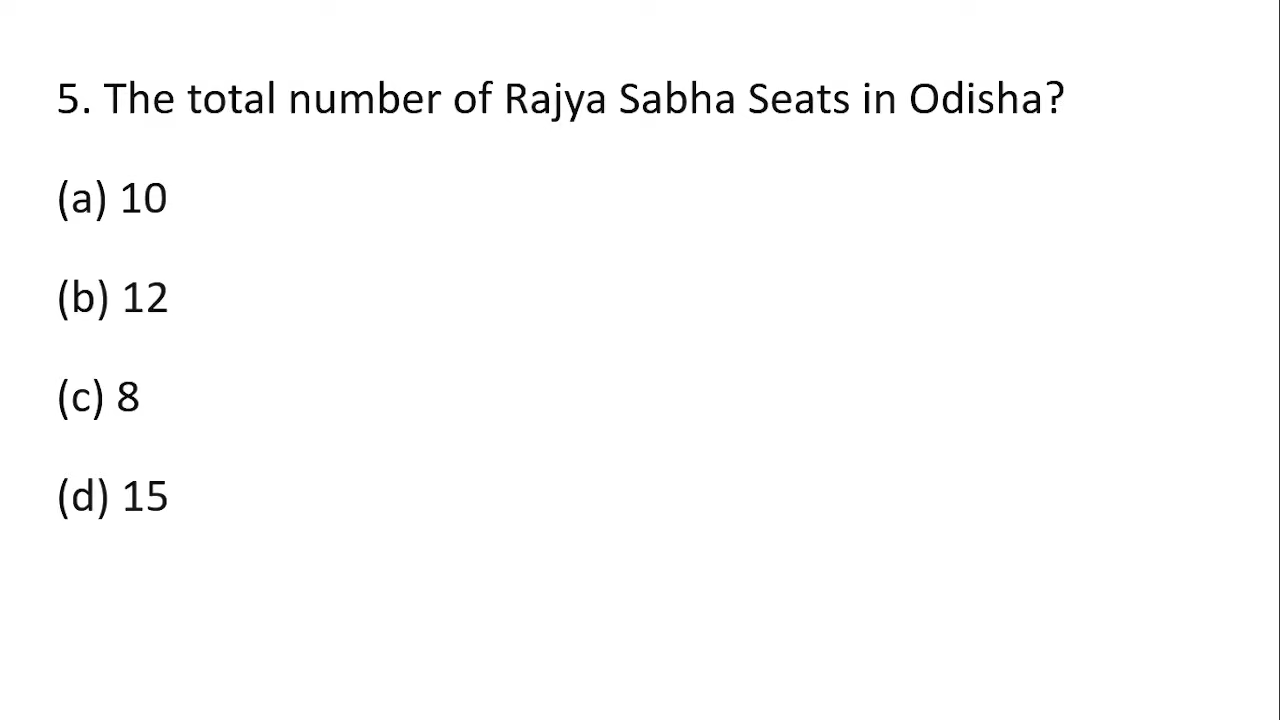 5. The total number of Rajya Sabha Seats in Odisha?
(a) 10
(b) 12
(c) 8
(d) 15